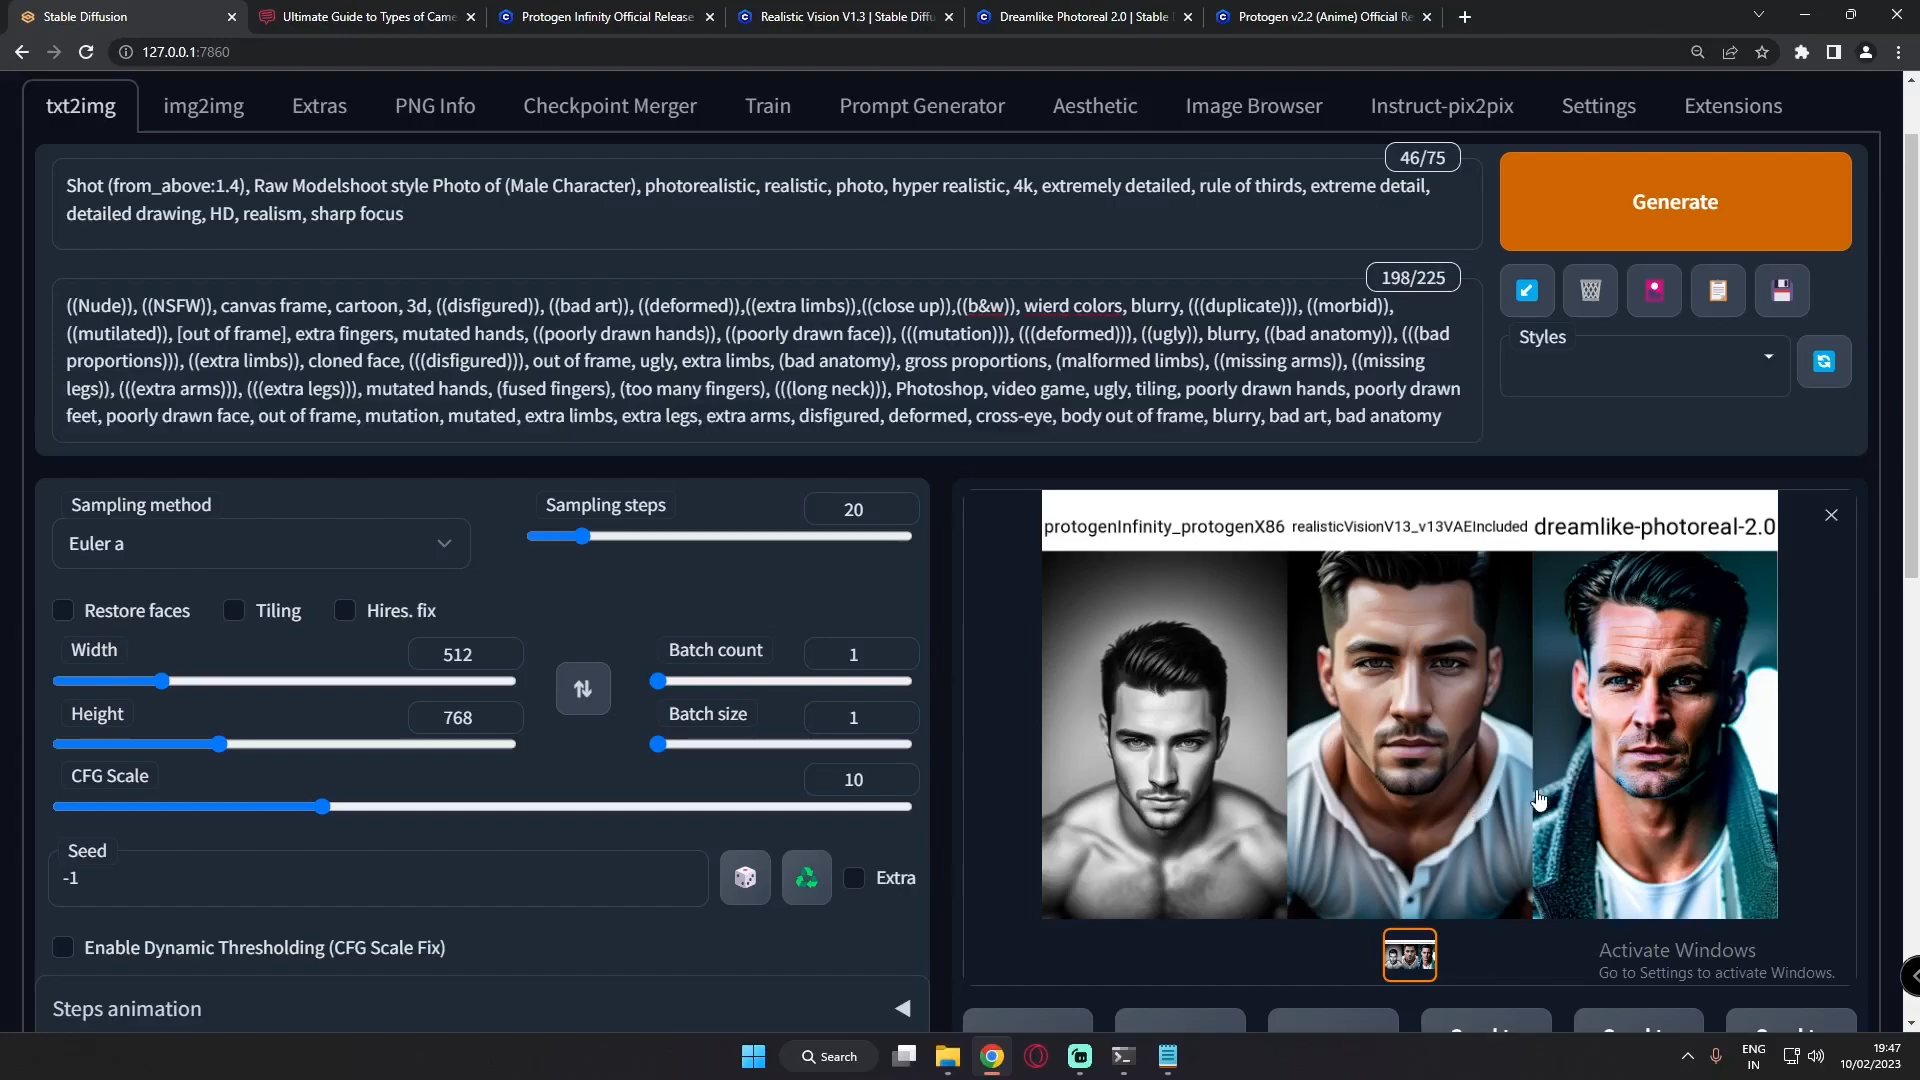 Stable Diffusion
Ultimate Guide to Types of Came
Protogen Infinity Official Release
Realistic Vision V1.3 | Stable Diffu
Dreamlike Photoreal 2.0 | Stable
Protogen v2.2 (Anime) Official Re
127.0.0.1:7860
txt2img
img2img
Extras
PNG Info
Checkpoint Merger
Train
Prompt Generator
Aesthetic
Image Browser
Instruct-pix2pix
Settings
Extensions
46/75
Shot (from_above:1.4), Raw Modelshoot style Photo of (Male Character), photorealistic, realistic, photo, hyper realistic, 4k, extremely detailed, rule of thirds, extreme detail,
detailed drawing, HD, realism, sharp focus
Generate
198/225
((Nude)), ((NSFW)), canvas frame, cartoon, 3d, ((disfigured)), ((bad art)), ((deformed)),((extra limbs)),((close up)),((b&w)), wierd colors, blurry, (((duplicate))), ((morbid)),
((mutilated)), [out of frame], extra fingers, mutated hands, ((poorly drawn hands)), ((poorly drawn face)), (((mutation))), (((deformed))), ((ugly)), blurry, ((bad anatomy)), (((bad
proportions))), ((extra limbs)), cloned face, (((disfigured))), out of frame, ugly, extra limbs, (bad anatomy), gross proportions, (malformed limbs), ((missing arms)), ((missing
legs)), (((extra arms))), (((extra legs))), mutated hands, (fused fingers), (too many fingers), (((long neck))), Photoshop, video game, ugly, tiling, poorly drawn hands, poorly drawn
feet, poorly drawn face, out of frame, mutation, mutated, extra limbs, extra legs, extra arms, disfigured, deformed, cross-eye, body out of frame, blurry, bad art, bad anatomy
Styles
Sampling method
Euler a
Sampling steps
20
Restore faces
Tiling
Hires. fix
Width
512
Height
768
Batch count
1
Batch size
1
CFG Scale
10
Seed
-1
Extra
Enable Dynamic Thresholding (CFG Scale Fix)
Steps animation
protogenInfinity_protogenX86
realisticVisionV13_v13VAEIncluded
dreamlike-photoreal-2.0
Activate Windows
Go to Settings to activate Windows.
Search
ENG
IN
19:47
10/02/2023